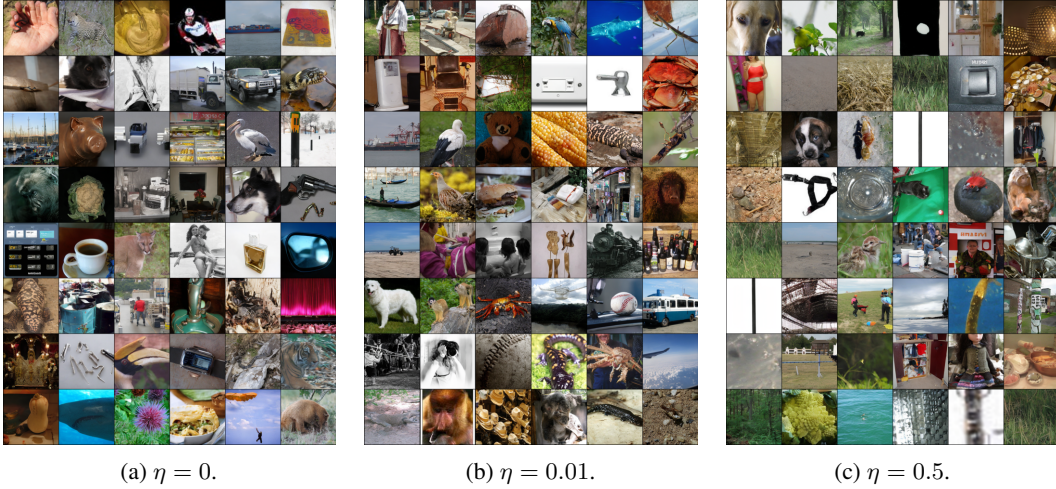 (a) η = 0.
(b) η = 0.01.
(c) η = 0.5.